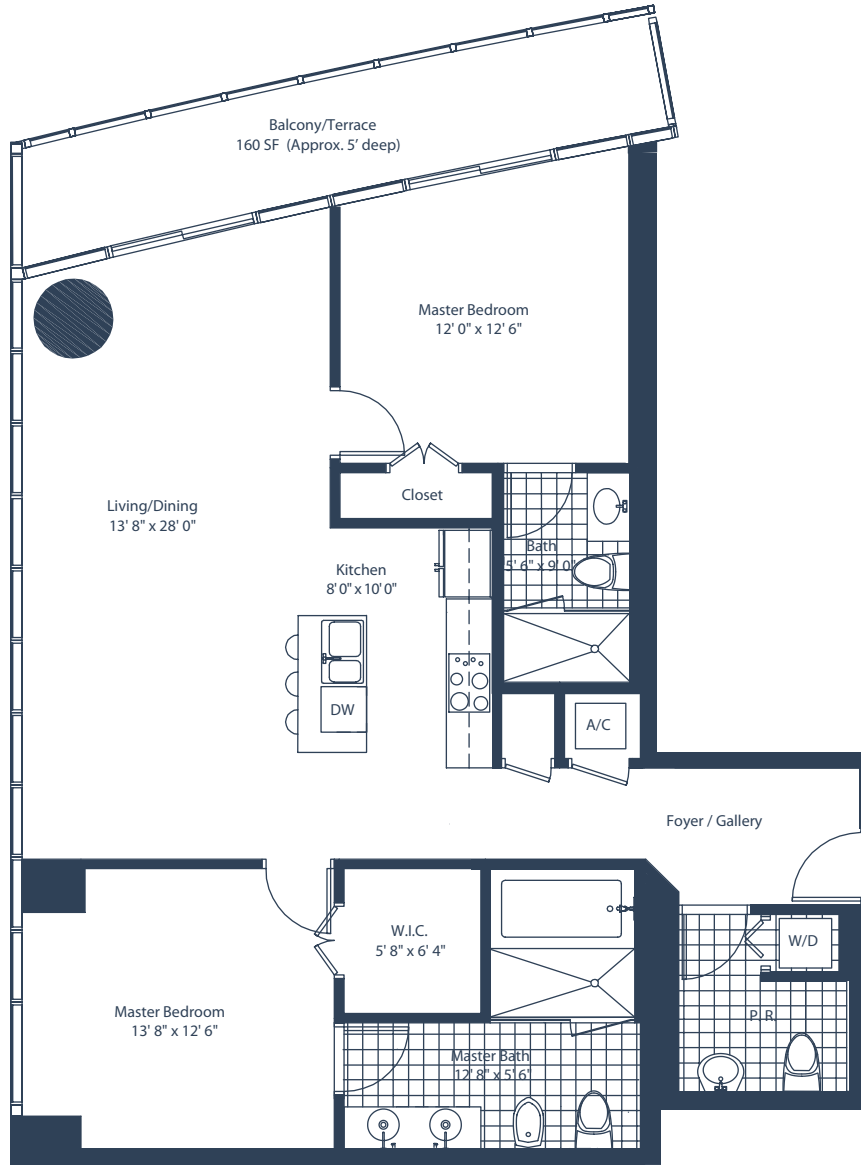 Balcony/Terrace
160 SF (Approx. 5' deep)
Master Bedroom
12' 0" x 12' 6"
Closet
Living/Dining
13' 8" x 28' 0"
Bath
5' 6" x 9' 0"
Kitchen
8' 0" x 10' 0"
DW
A/C
Foyer / Gallery
W.I.C.
5' 8" x 6' 4"
W/D
Master Bedroom
13' 8" x 12' 6"
P. R.
Master Bath
12' 8" x 5' 6"